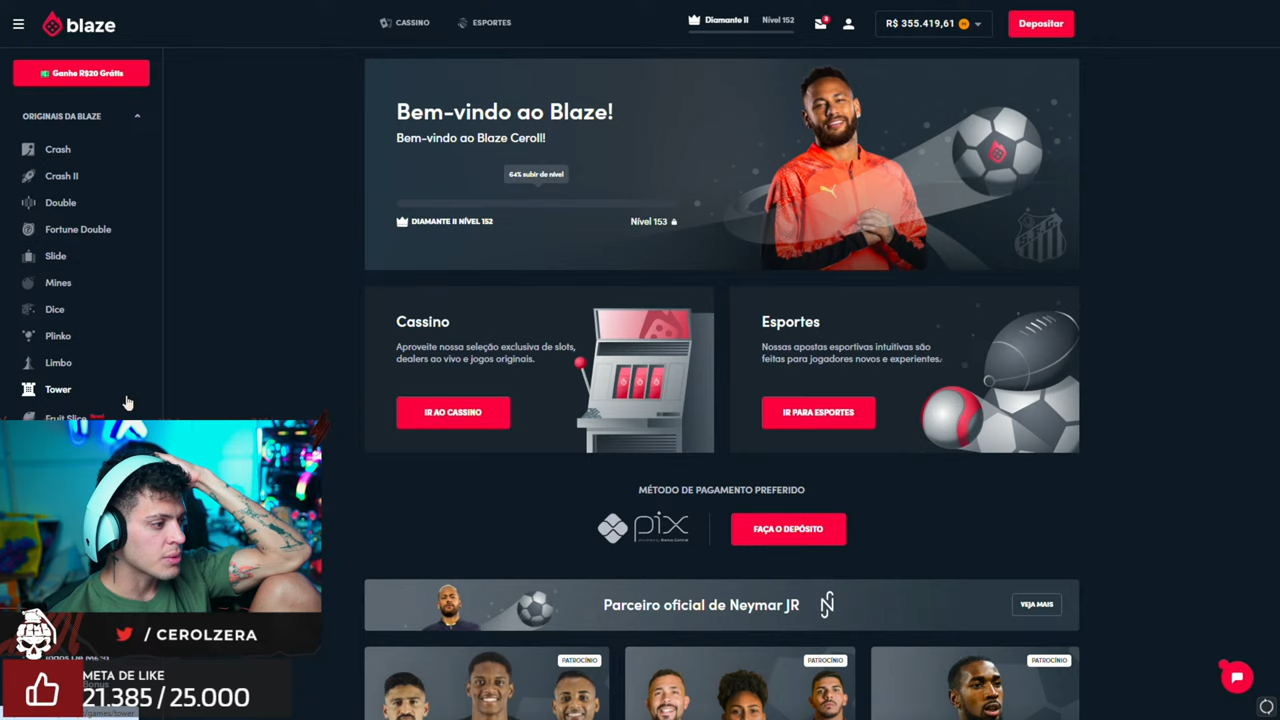 blaze
CASSINO
ESPORTES
Diamante II
Nível 152
3
R$ 355.419,61
Depositar
Ganhe R$20 Grátis
ORIGINAIS DA BLAZE
Crash
Crash II
Double
Fortune Double
Slide
Mines
Dice
Plinko
Limbo
Tower
Fruit Slice
Bem-vindo ao Blaze!
Bem-vindo ao Blaze Ceroll!
64% subir de nível
DIAMANTE II NÍVEL 152
Nível 153
Cassino
Aproveite nossa seleção exclusiva de slots,
dealers ao vivo e jogos originais.
IR AO CASSINO
Esportes
Nossas apostas esportivas intuitivas são
feitas para jogadores novos e experientes.
IR PARA ESPORTES
MÉTODO DE PAGAMENTO PREFERIDO
pix
FAÇA O DEPÓSITO
Parceiro oficial de Neymar JR
VEJA MAIS
PATROCÍNIO
PATROCÍNIO
PATROCÍNIO
/ CEROLZERA
META DE LIKE
21.385 / 25.000